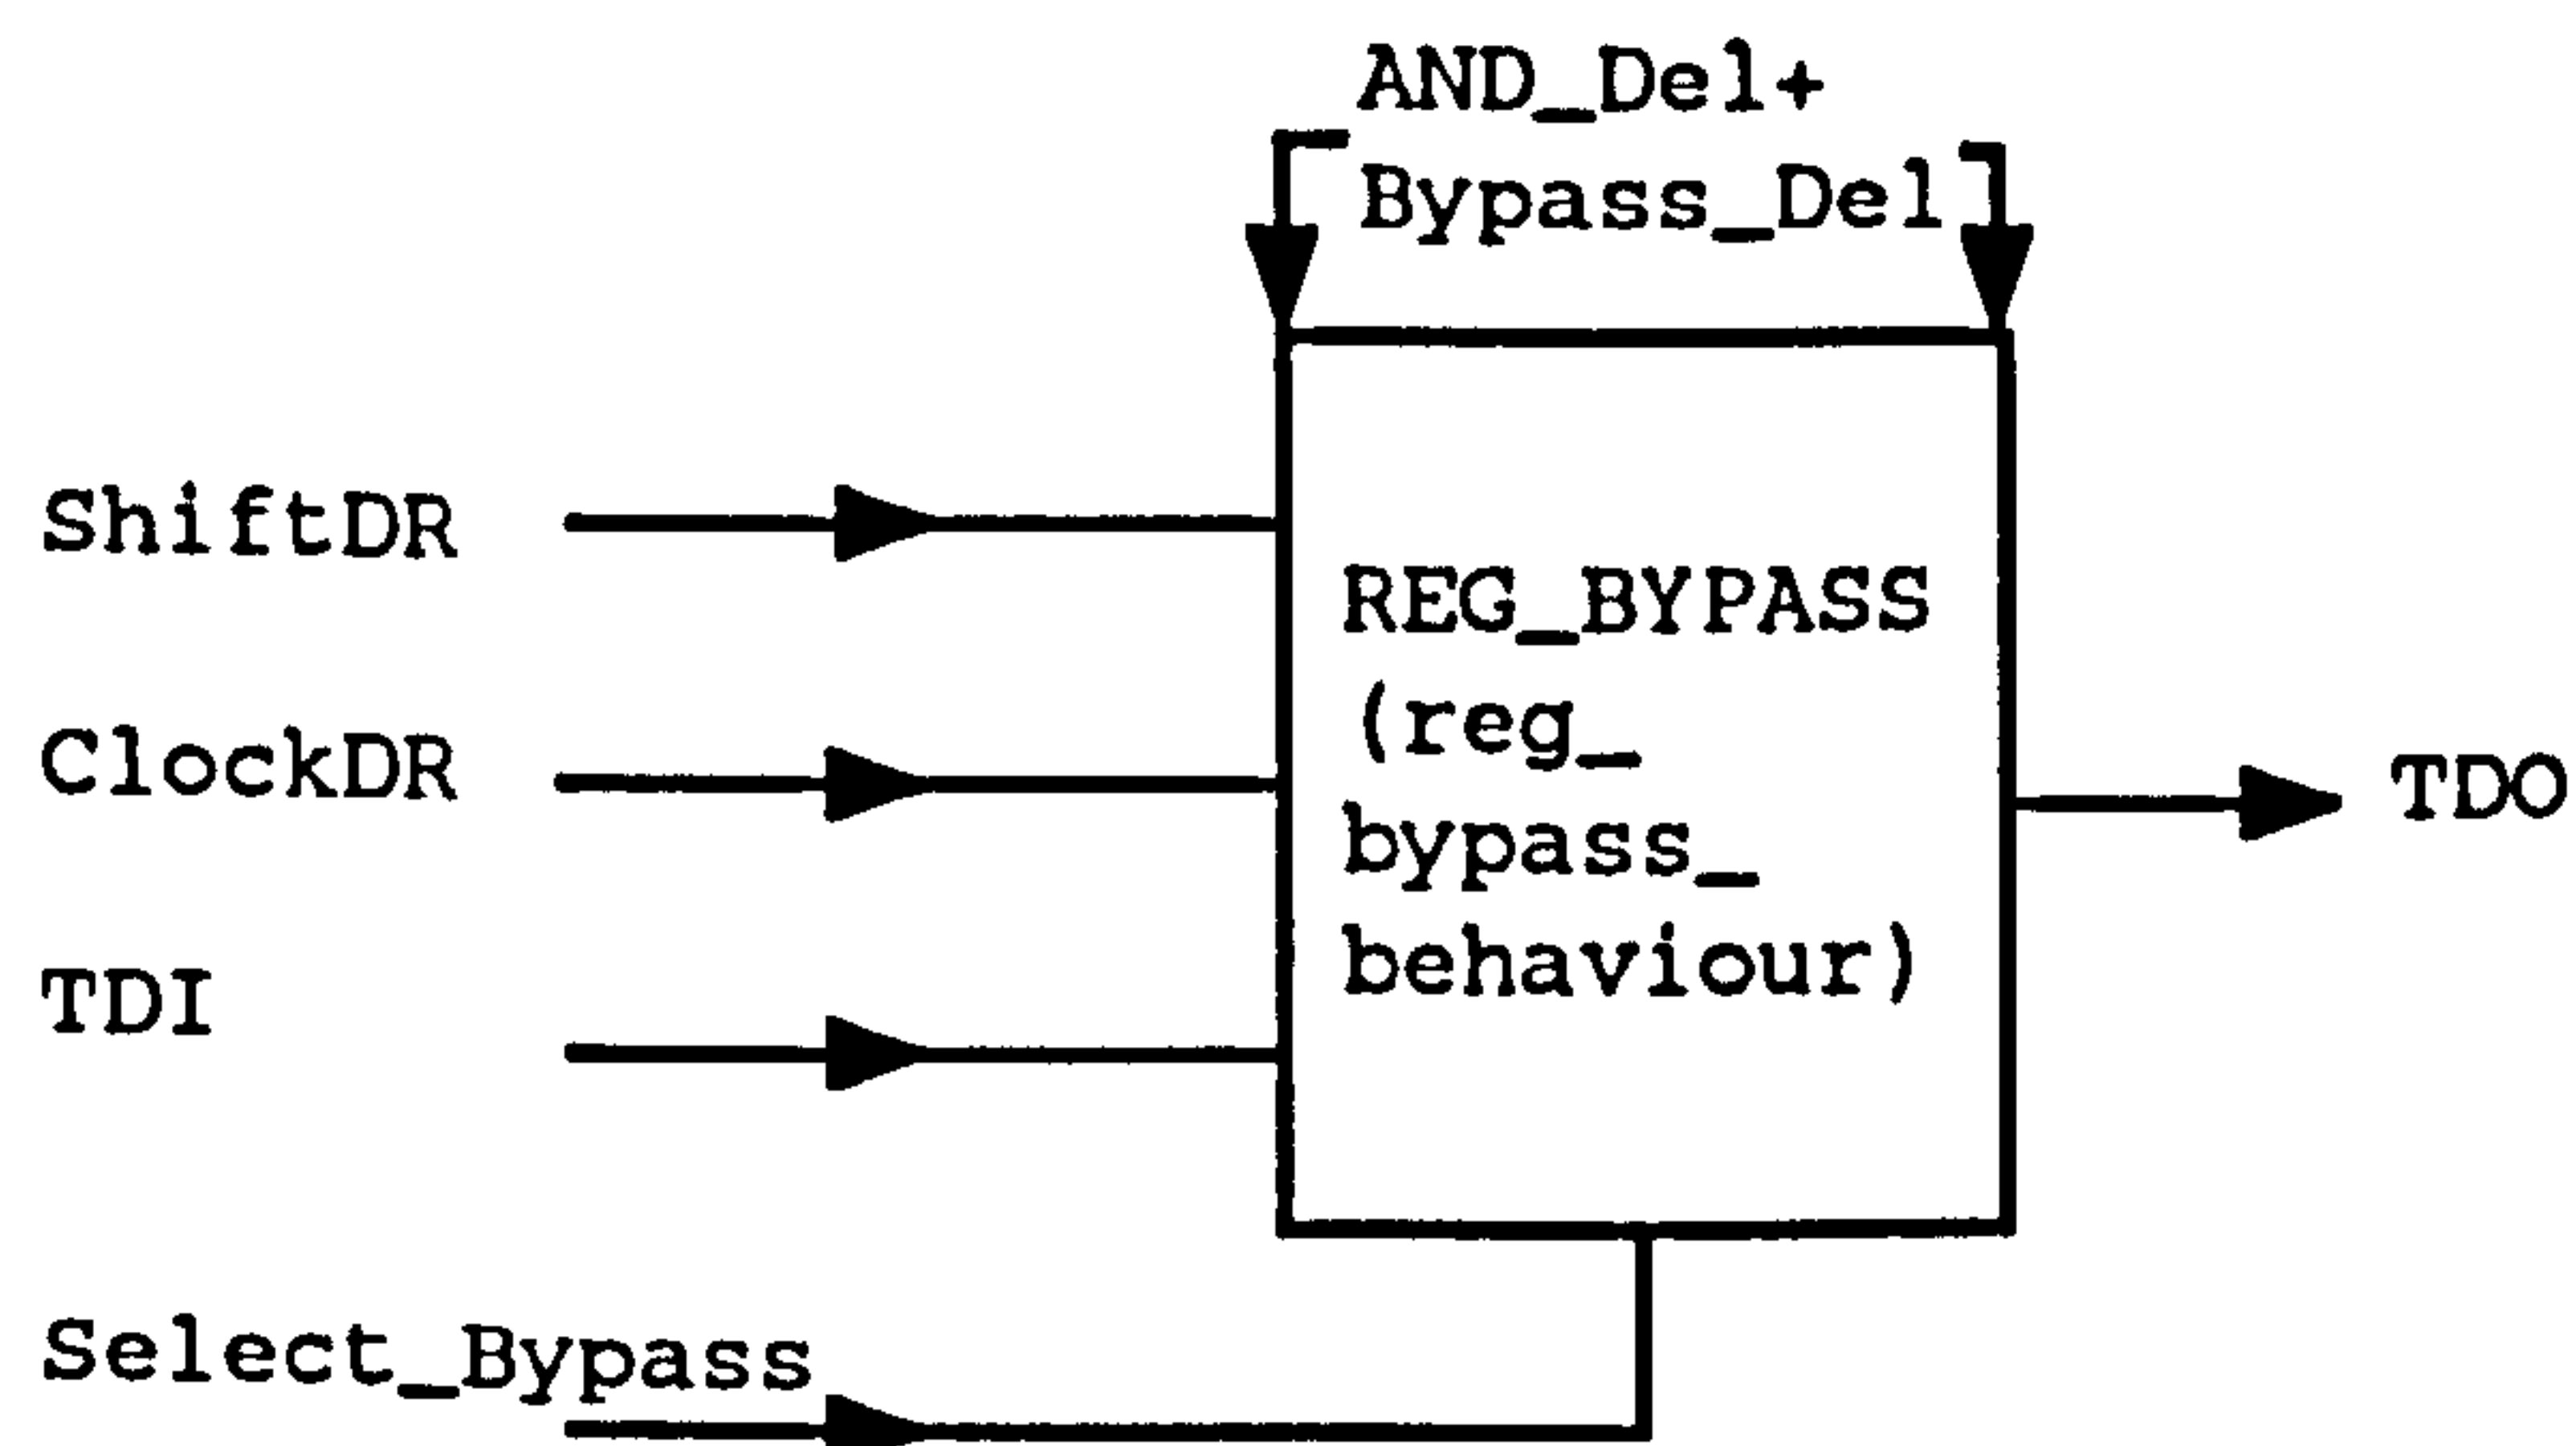 AND_Del+
Bypass_Del
ShiftDR
REG_BYPASS
(reg_
ClockDR
TDO
bypass_
behaviour)
TDI
Select_Bypass